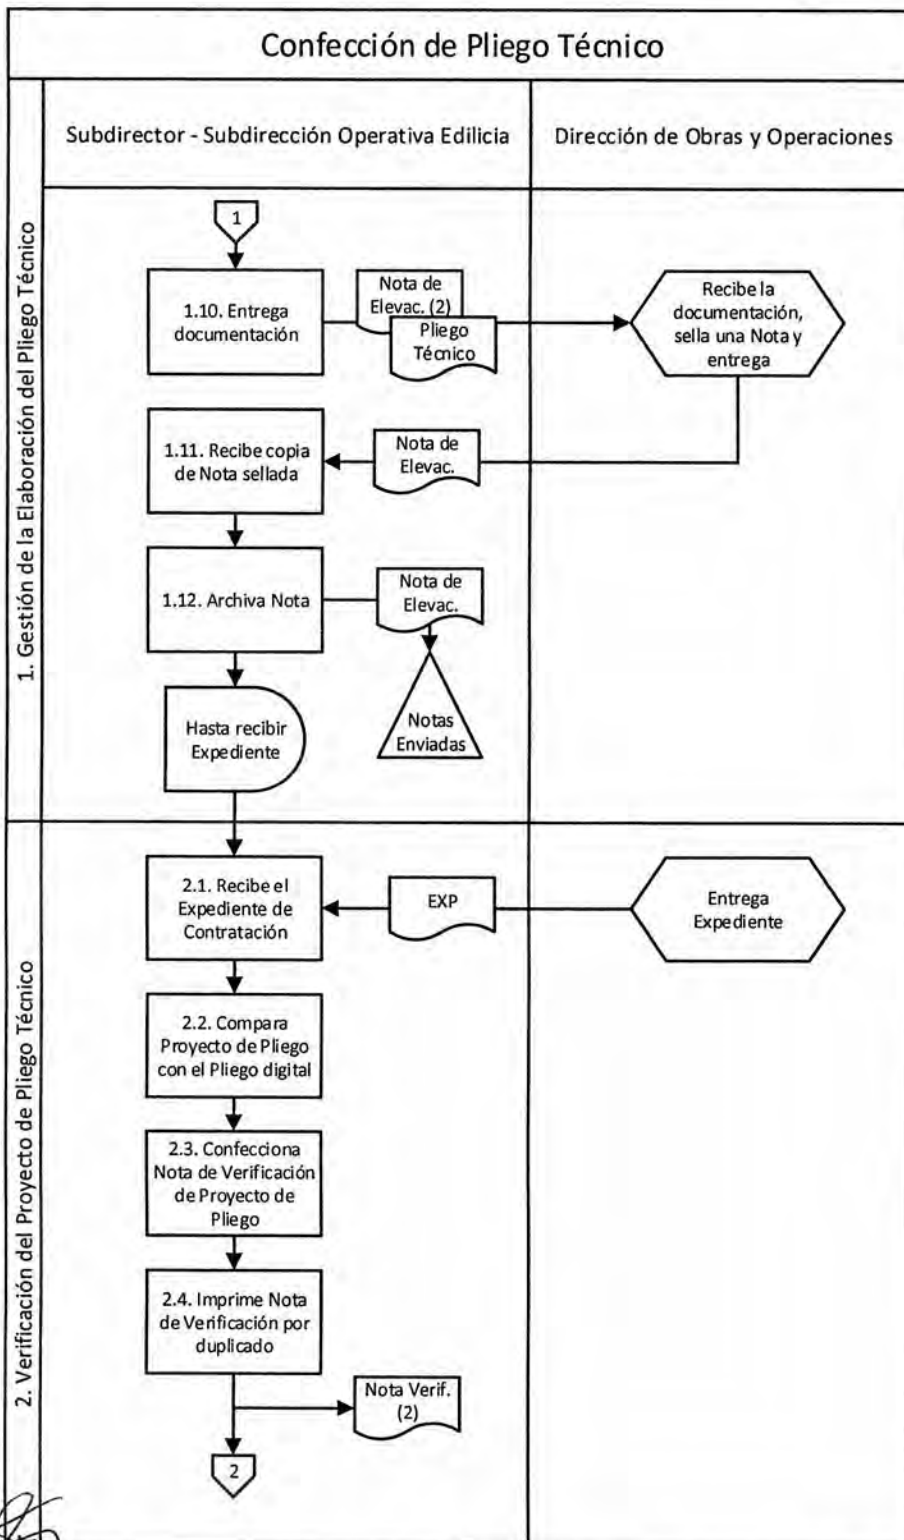 Confección de Pliego Técnico
Subdirector - Subdirección Operativa Edilicia
Dirección de Obras y Operaciones
1. Gestión de la Elaboración del Pliego Técnico
1
1.10. Entrega
documentación
Nota de
Elevac. (2)
Pliego
Técnico
Recibe la
documentación,
sella una Nota y
entrega
1.11. Recibe copia
de Nota sellada
Nota de
Elevac.
1.12. Archiva Nota
Nota de
Elevac.
Notas
Enviadas
Hasta recibir
Expediente
2. Verificación del Proyecto de Pliego Técnico
2.1. Recibe el
Expediente de
Contratación
EXP
Entrega
Expediente
2.2. Compara
Proyecto de Pliego
con el Pliego digital
2.3. Confecciona
Nota de Verificación
de Proyecto de
Pliego
2.4. Imprime Nota
de Verificación por
duplicado
Nota Verif.
(2)
2